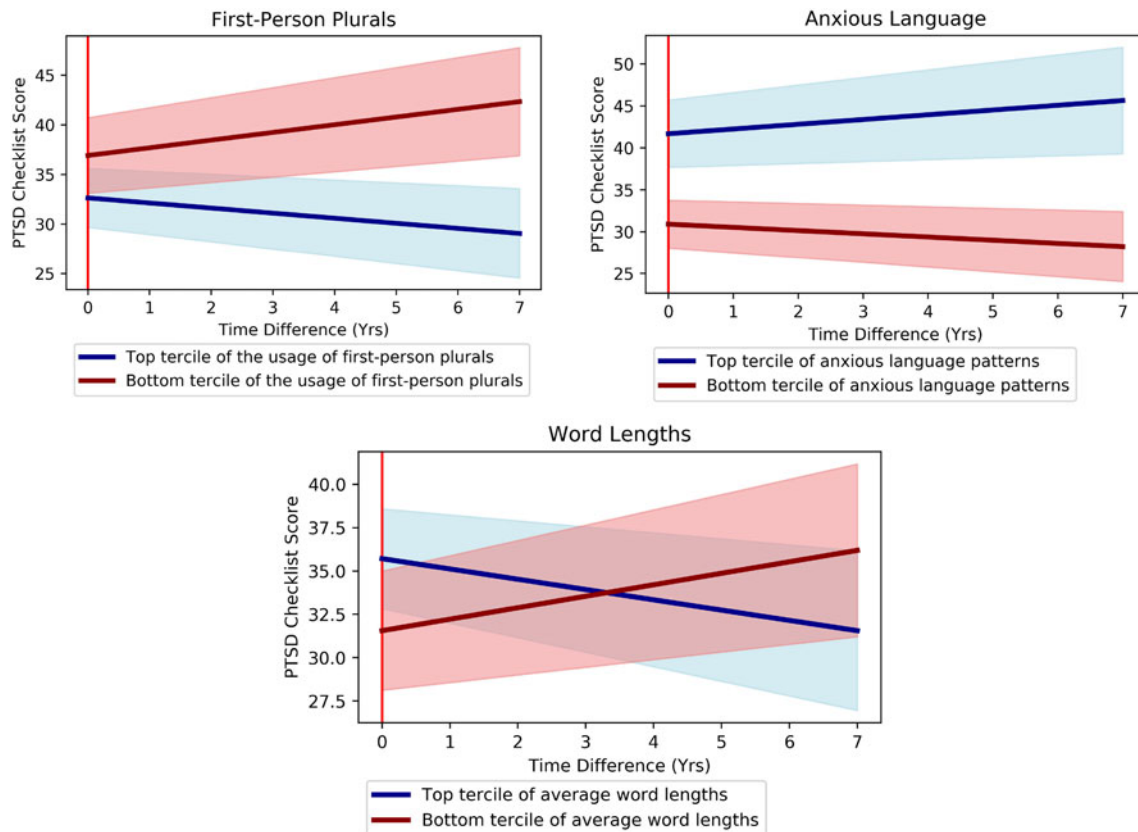 First-Person Plurals
PTSD Checklist Score
45
40
35
30
25
0 1 2 3 4 5 6 7
Time Difference (Yrs)
Top tercile of the usage of first-person plurals
Bottom tercile of the usage of first-person plurals
Anxious Language
PTSD Checklist Score
50
45
40
35
30
25
0 1 2 3 4 5 6 7
Time Difference (Yrs)
Top tercile of anxious language patterns
Bottom tercile of anxious language patterns
Word Lengths
PTSD Checklist Score
40.0
37.5
35.0
32.5
30.0
27.5
0 1 2 3 4 5 6 7
Time Difference (Yrs)
Top tercile of average word lengths
Bottom tercile of average word lengths